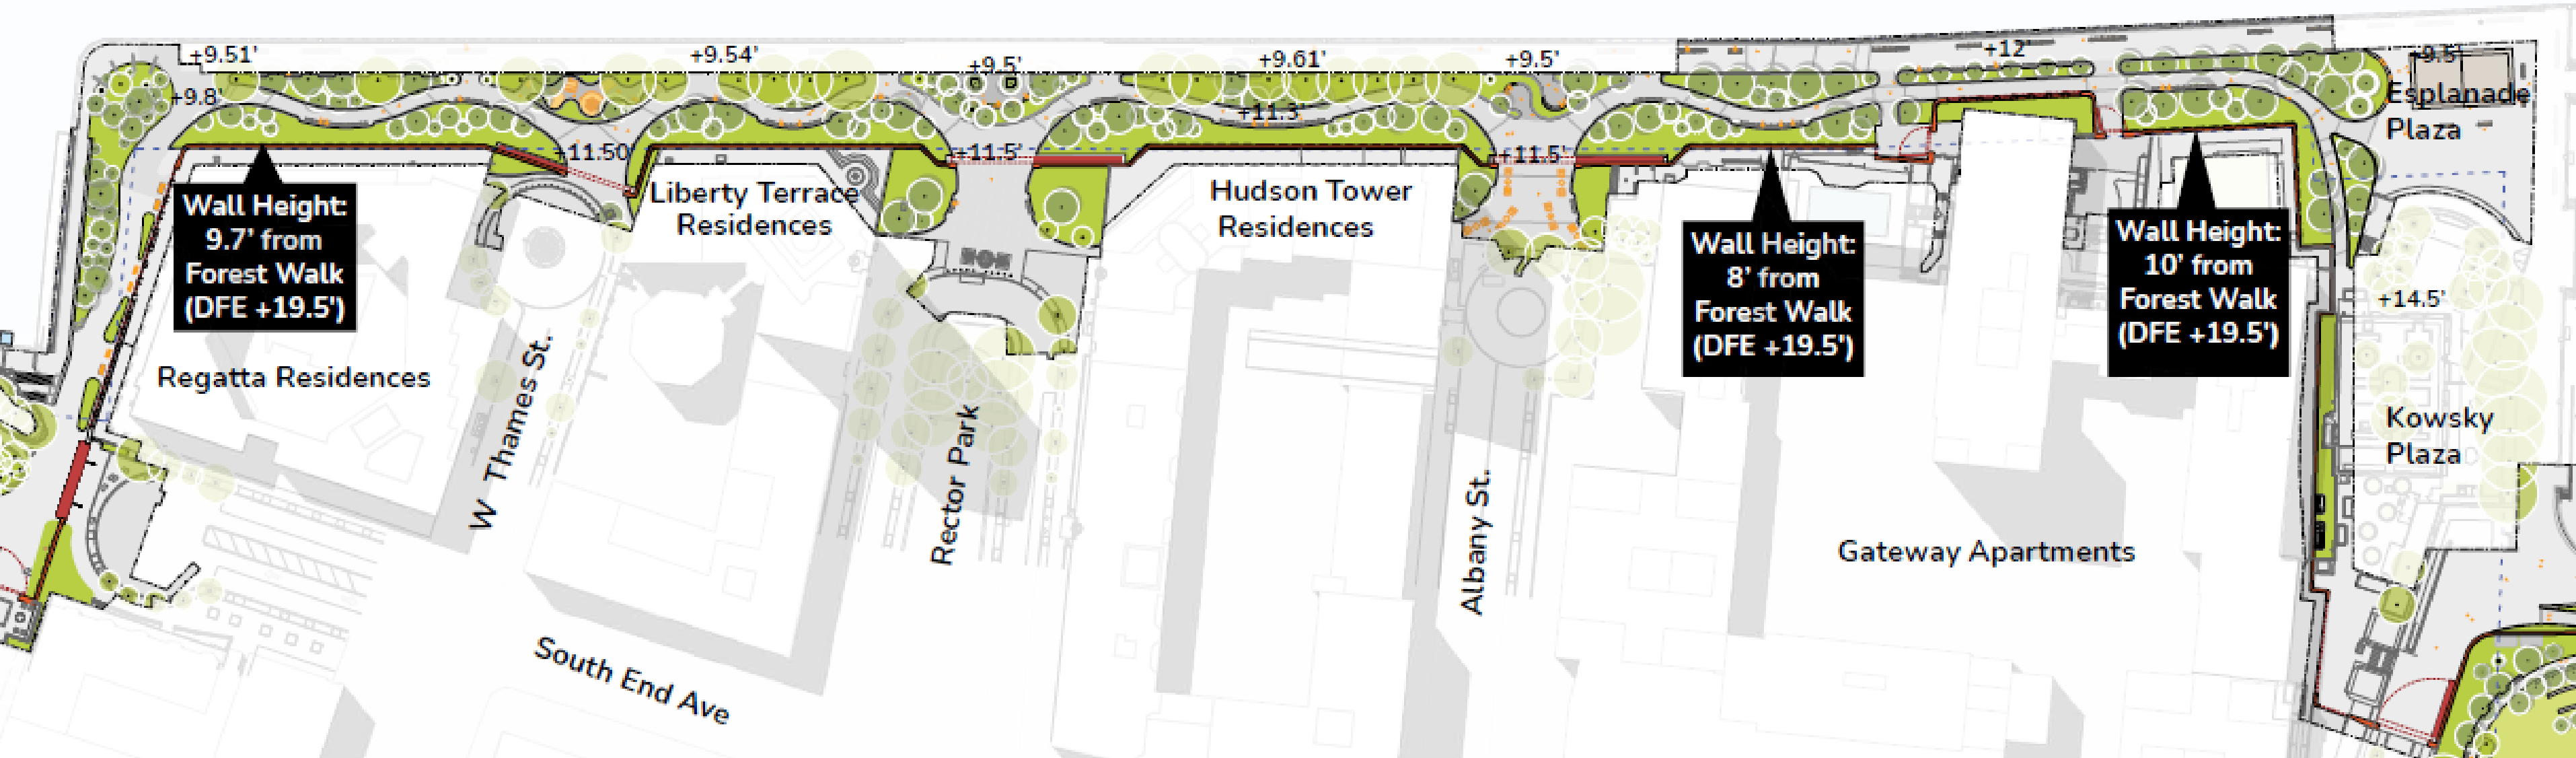 +9.51'
+9.54'
+9.5'
+9.61'
+9.5'
+12'
+9.5'
+9.8'
+11.3'
Esplanade
Plaza
+11.50'
+11.5'
+11.5'
Wall Height:
9.7' from
Forest Walk
(DFE +19.5')
Liberty Terrace
Residences
Hudson Tower
Residences
Wall Height:
8' from
Forest Walk
(DFE +19.5')
Wall Height:
10' from
Forest Walk
(DFE +19.5')
+14.5'
Regatta Residences
W Thames St.
Rector Park
Albany St.
Kowsky
Plaza
Gateway Apartments
South End Ave